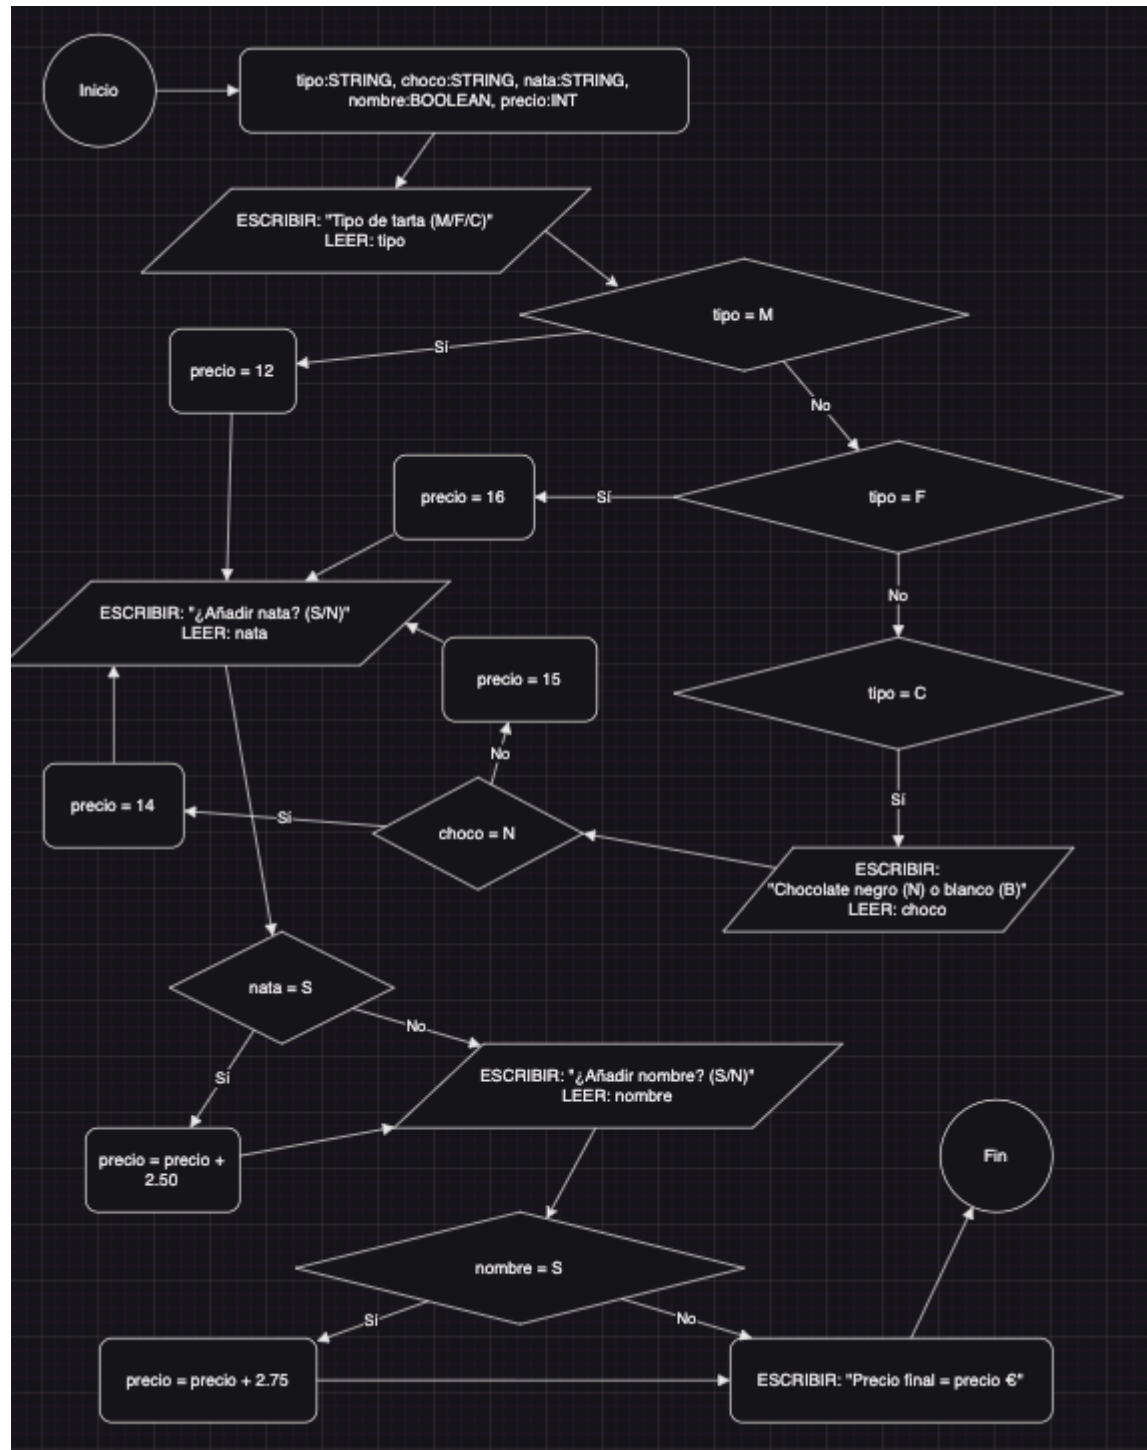 Inicio
tipo:STRING, choco:STRING, nata:STRING,
nombre:BOOLEAN, precio:INT
ESCRIBIR: "Tipo de tarta (M/F/C)"
LEER: tipo
tipo = M
Sí
precio = 12
No
tipo = F
Sí
precio = 16
No
ESCRIBIR: "¿Añadir nata? (S/N)"
LEER: nata
precio = 15
tipo = C
No
precio = 14
Sí
choco = N
Sí
ESCRIBIR:
"Chocolate negro (N) o blanco (B)"
LEER: choco
nata = S
No
Sí
ESCRIBIR: "¿Añadir nombre? (S/N)"
LEER: nombre
precio = precio +
2.50
Fin
nombre = S
Sí
No
precio = precio + 2.75
ESCRIBIR: "Precio final = precio €"